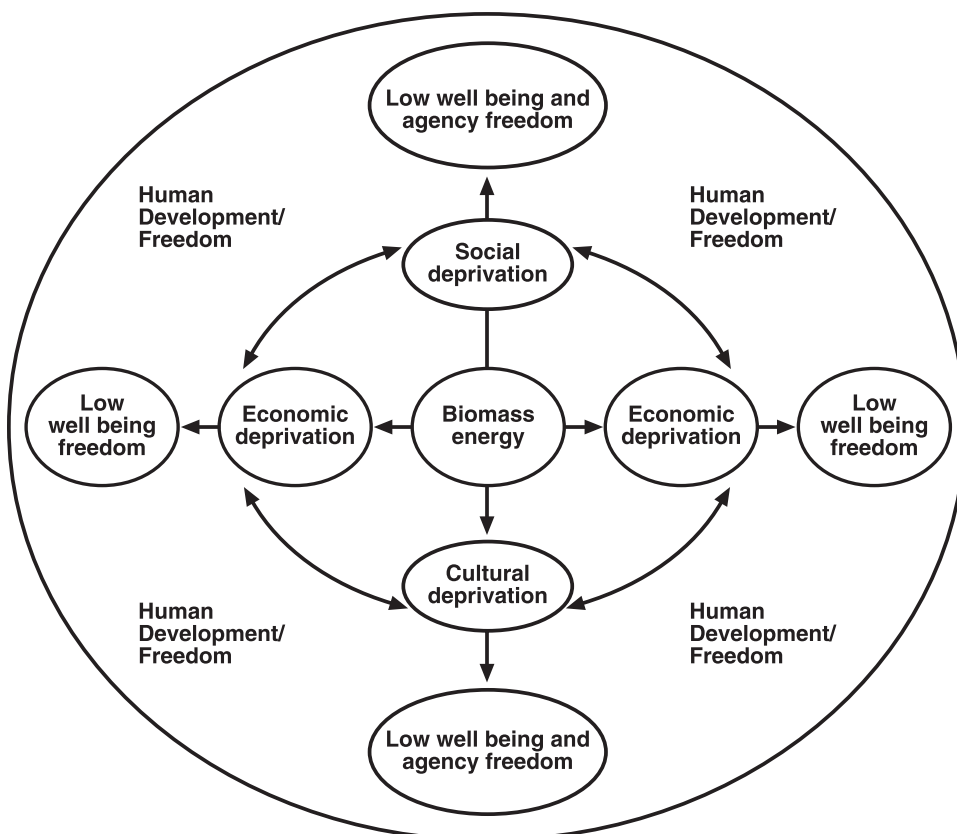 Low well being and
agency freedom
Human
Development/
Freedom
Human
Development/
Freedom
Social
deprivation
Low
well being
freedom
Economic
deprivation
Biomass
energy
Economic
deprivation
Low
well being
freedom
Cultural
deprivation
Human
Development/
Freedom
Human
Development/
Freedom
Low well being and
agency freedom